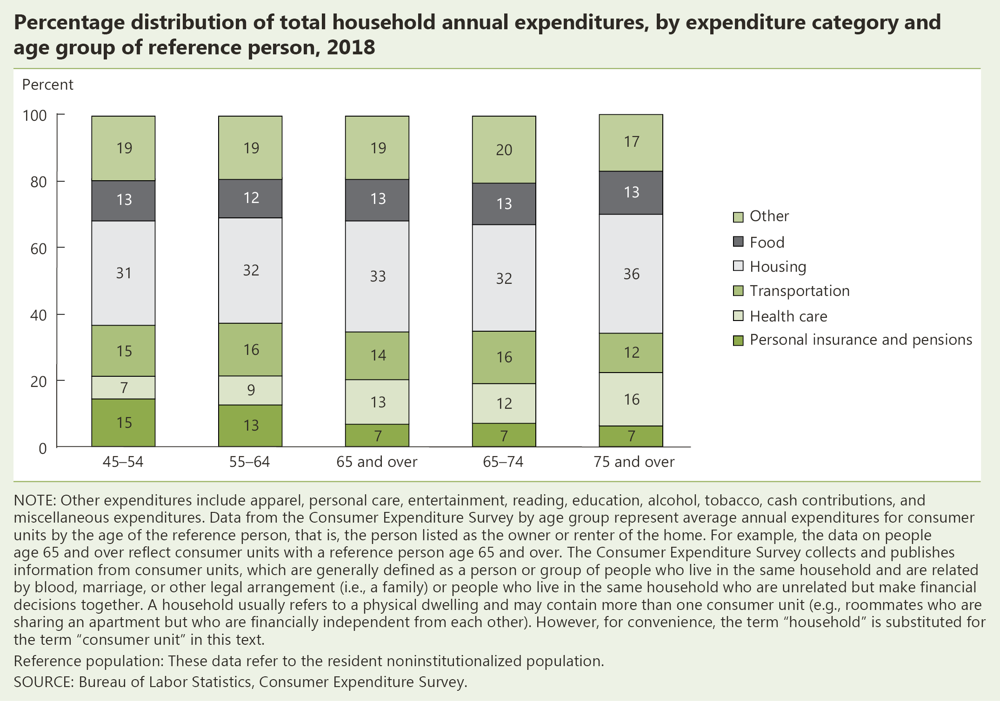 Percentage distribution of total household annual expenditures, by expenditure category and
age group of reference person, 2018
Percent
100
80
60
40
20
0
19
13
31
15
7
15
19
12
32
16
9
13
19
13
33
14
13
7
20
13
32
16
12
7
17
13
36
12
16
7
45–54
55–64
65 and over
65–74
75 and over
Other
Food
Housing
Transportation
Health care
Personal insurance and pensions
NOTE: Other expenditures include apparel, personal care, entertainment, reading, education, alcohol, tobacco, cash contributions, and
miscellaneous expenditures. Data from the Consumer Expenditure Survey by age group represent average annual expenditures for consumer
units by the age of the reference person, that is, the person listed as the owner or renter of the home. For example, the data on people
age 65 and over reflect consumer units with a reference person age 65 and over. The Consumer Expenditure Survey collects and publishes
information from consumer units, which are generally defined as a person or group of people who live in the same household and are related
by blood, marriage, or other legal arrangement (i.e., a family) or people who live in the same household who are unrelated but make financial
decisions together. A household usually refers to a physical dwelling and may contain more than one consumer unit (e.g., roommates who are
sharing an apartment but who are financially independent from each other). However, for convenience, the term “household” is substituted for
the term “consumer unit” in this text.
Reference population: These data refer to the resident noninstitutionalized population.
SOURCE: Bureau of Labor Statistics, Consumer Expenditure Survey.